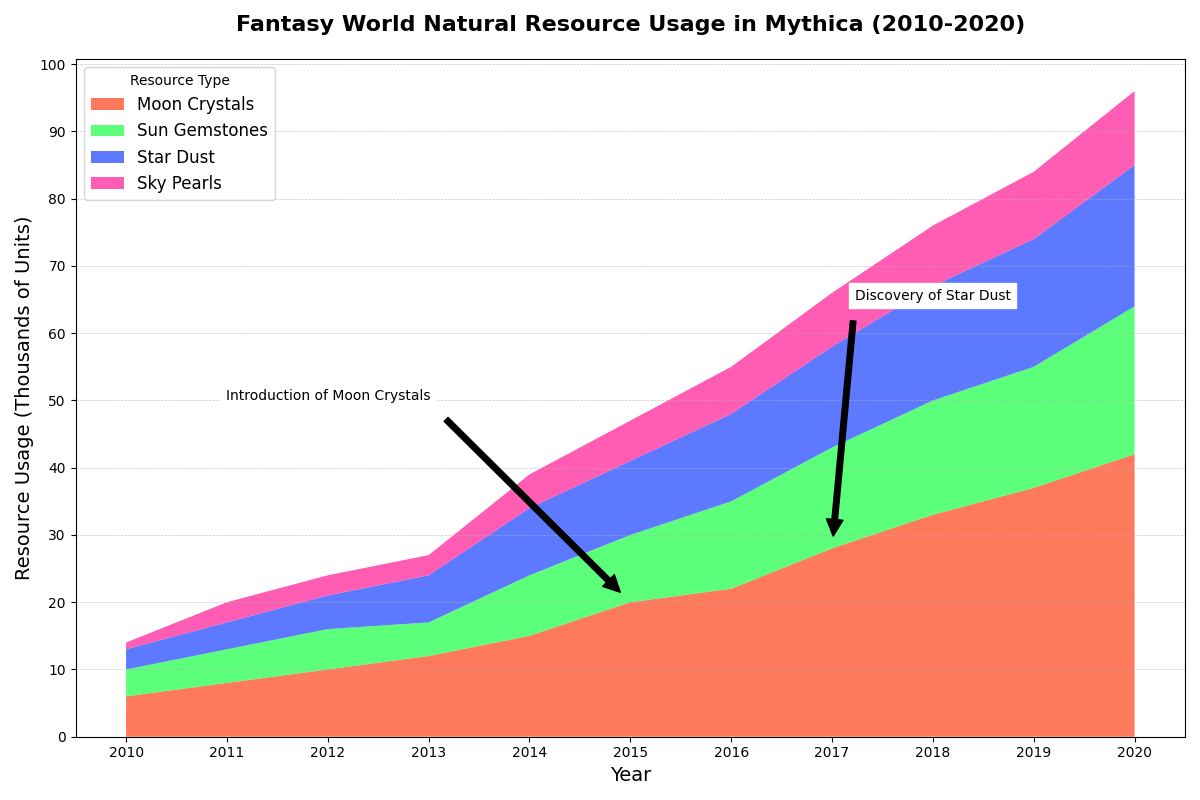 Fantasy World Natural Resource Usage in Mythica (2010-2020)
Resource Type
Moon Crystals
Sun Gemstones
Star Dust
Sky Pearls
Resource Usage (Thousands of Units)
100
90
80
70
60
50
40
30
20
10
0
Discovery of Star Dust
Introduction of Moon Crystals
2010 2011 2012 2013 2014 2015 2016 2017 2018 2019 2020
Year